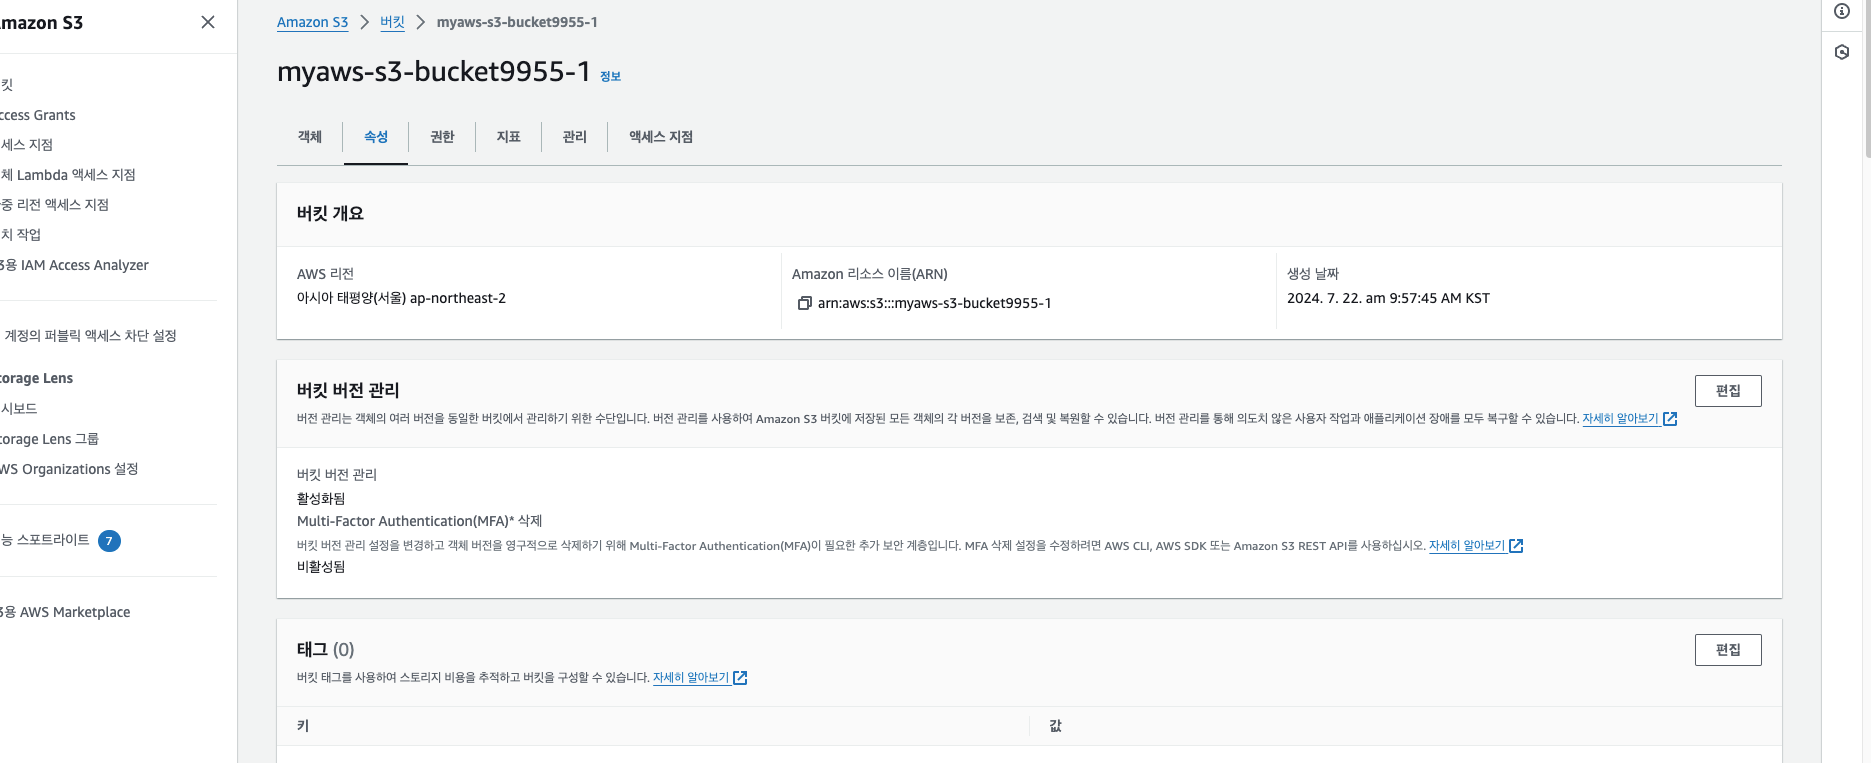 Amazon S3 버킷 myaws-s3-bucket9955-1
mazon S3
myaws-s3-bucket9955-1 정보
객체 속성 권한 지표 관리 액세스 지점
킷
ccess Grants
세스 지점
체 Lambda 액세스 지점
중 리전 액세스 지점
치 작업
3용 IAM Access Analyzer
계정의 퍼블릭 액세스 차단 설정
torage Lens
시보드
torage Lens 그룹
WS Organizations 설정
능 스포트라이트 7
3용 AWS Marketplace
버킷 개요
AWS 리전
아시아 태평양(서울) ap-northeast-2
Amazon 리소스 이름(ARN)
arn:aws:s3:::myaws-s3-bucket9955-1
생성 날짜
2024. 7. 22. am 9:57:45 AM KST
버킷 버전 관리
편집
버전 관리는 객체의 여러 버전을 동일한 버킷에서 관리하기 위한 수단입니다. 버전 관리를 사용하여 Amazon S3 버킷에 저장된 모든 객체의 각 버전을 보존, 검색 및 복원할 수 있습니다. 버전 관리를 통해 의도치 않은 사용자 작업과 애플리케이션 장애를 모두 복구할 수 있습니다. 자세히 알아보기
버킷 버전 관리
활성화됨
Multi-Factor Authentication(MFA)* 삭제
버킷 버전 관리 설정을 변경하고 객체 버전을 영구적으로 삭제하기 위해 Multi-Factor Authentication(MFA)이 필요한 추가 보안 계층입니다. MFA 삭제 설정을 수정하려면 AWS CLI, AWS SDK 또는 Amazon S3 REST API를 사용하십시오. 자세히 알아보기
비활성됨
태그 (0)
편집
버킷 태그를 사용하여 스토리지 비용을 추적하고 버킷을 구성할 수 있습니다. 자세히 알아보기
키 값